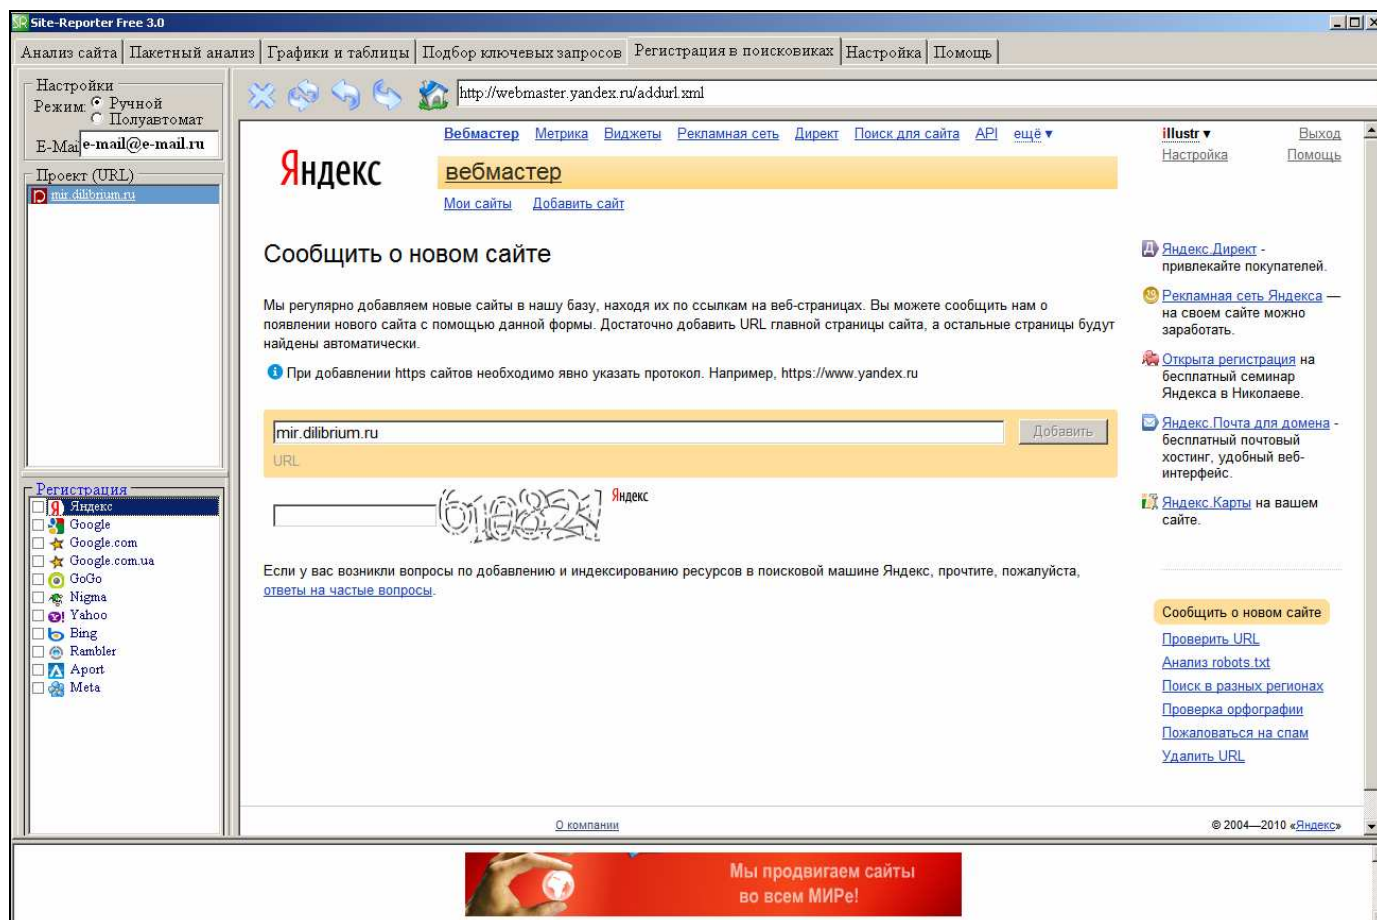 Site-Reporter Free 3.0
Анализ сайта Пакетный анализ Графики и таблицы Подбор ключевых запросов Регистрация в поисковиках Настройка Помощь
Настройки
Режим: Ручной
Полуавтомат
E-Mai e-mail@e-mail.ru
Проект (URL)
mir.dilibrium.ru
Регистрация
Яндекс
Google
Google.com
Google.com.ua
GoGo
Nigma
Yahoo
Bing
Rambler
Aport
Meta
http://webmaster.yandex.ru/addurl.xml
Вебмастер Метрика Виджеты Рекламная сеть Директ Поиск для сайта API ещё ▼
illustr ▼ Выход
Настройка Помощь
Яндекс
вебмастер
Мои сайты Добавить сайт
Сообщить о новом сайте
Мы регулярно добавляем новые сайты в нашу базу, находя их по ссылкам на веб-страницах. Вы можете сообщить нам о
появлении нового сайта с помощью данной формы. Достаточно добавить URL главной страницы сайта, а остальные страницы будут
найдены автоматически.
При добавлении https сайтов необходимо явно указать протокол. Например, https://www.yandex.ru
mir.dilibrium.ru Добавить
URL
Яндекс
Если у вас возникли вопросы по добавлению и индексированию ресурсов в поисковой машине Яндекс, прочтите, пожалуйста,
ответы на частые вопросы.
Яндекс.Директ -
привлекайте покупателей.
Рекламная сеть Яндекса —
на своем сайте можно
заработать.
Открыта регистрация на
бесплатный семинар
Яндекса в Николаеве.
Яндекс.Почта для домена -
бесплатный почтовый
хостинг, удобный веб-
интерфейс.
Яндекс.Карты на вашем
сайте.
Сообщить о новом сайте
Проверить URL
Анализ robots.txt
Поиск в разных регионах
Проверка орфографии
Пожаловаться на спам
Удалить URL
О компании
© 2004—2010 «Яндекс»
Мы продвигаем сайты
во всем МИРе!